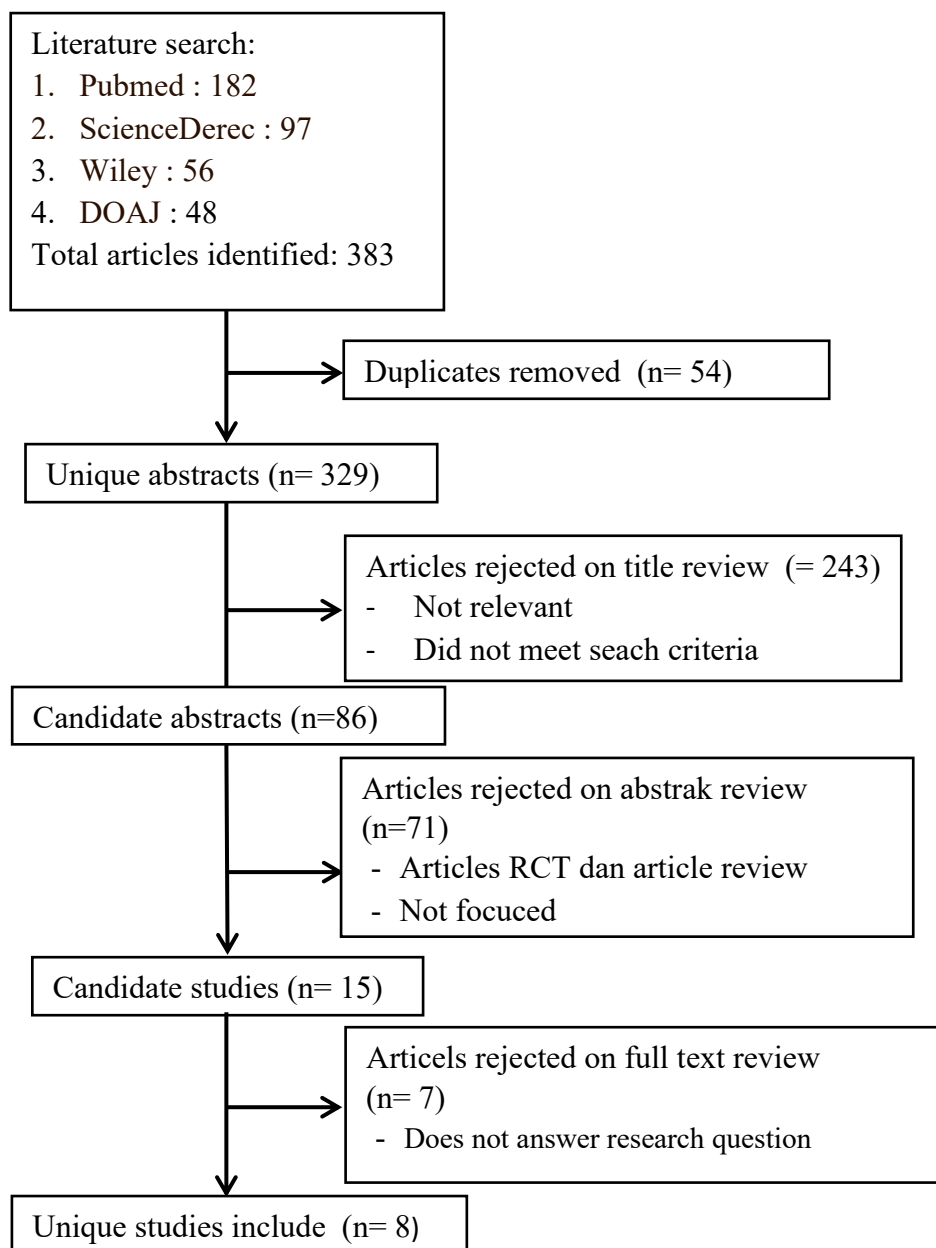 Literature search:
1. Pubmed : 182
2. ScienceDerec : 97
3. Wiley : 56
4. DOAJ : 48
Total articles identified: 383
Duplicates removed (n= 54)
Unique abstracts (n= 329)
Articles rejected on title review (= 243)
- Not relevant
- Did not meet seach criteria
Candidate abstracts (n=86)
Articles rejected on abstrak review
(n=71)
- Articles RCT dan article review
- Not focuced
Candidate studies (n= 15)
Articels rejected on full text review
(n= 7)
- Does not answer research question
Unique studies include (n= 8)